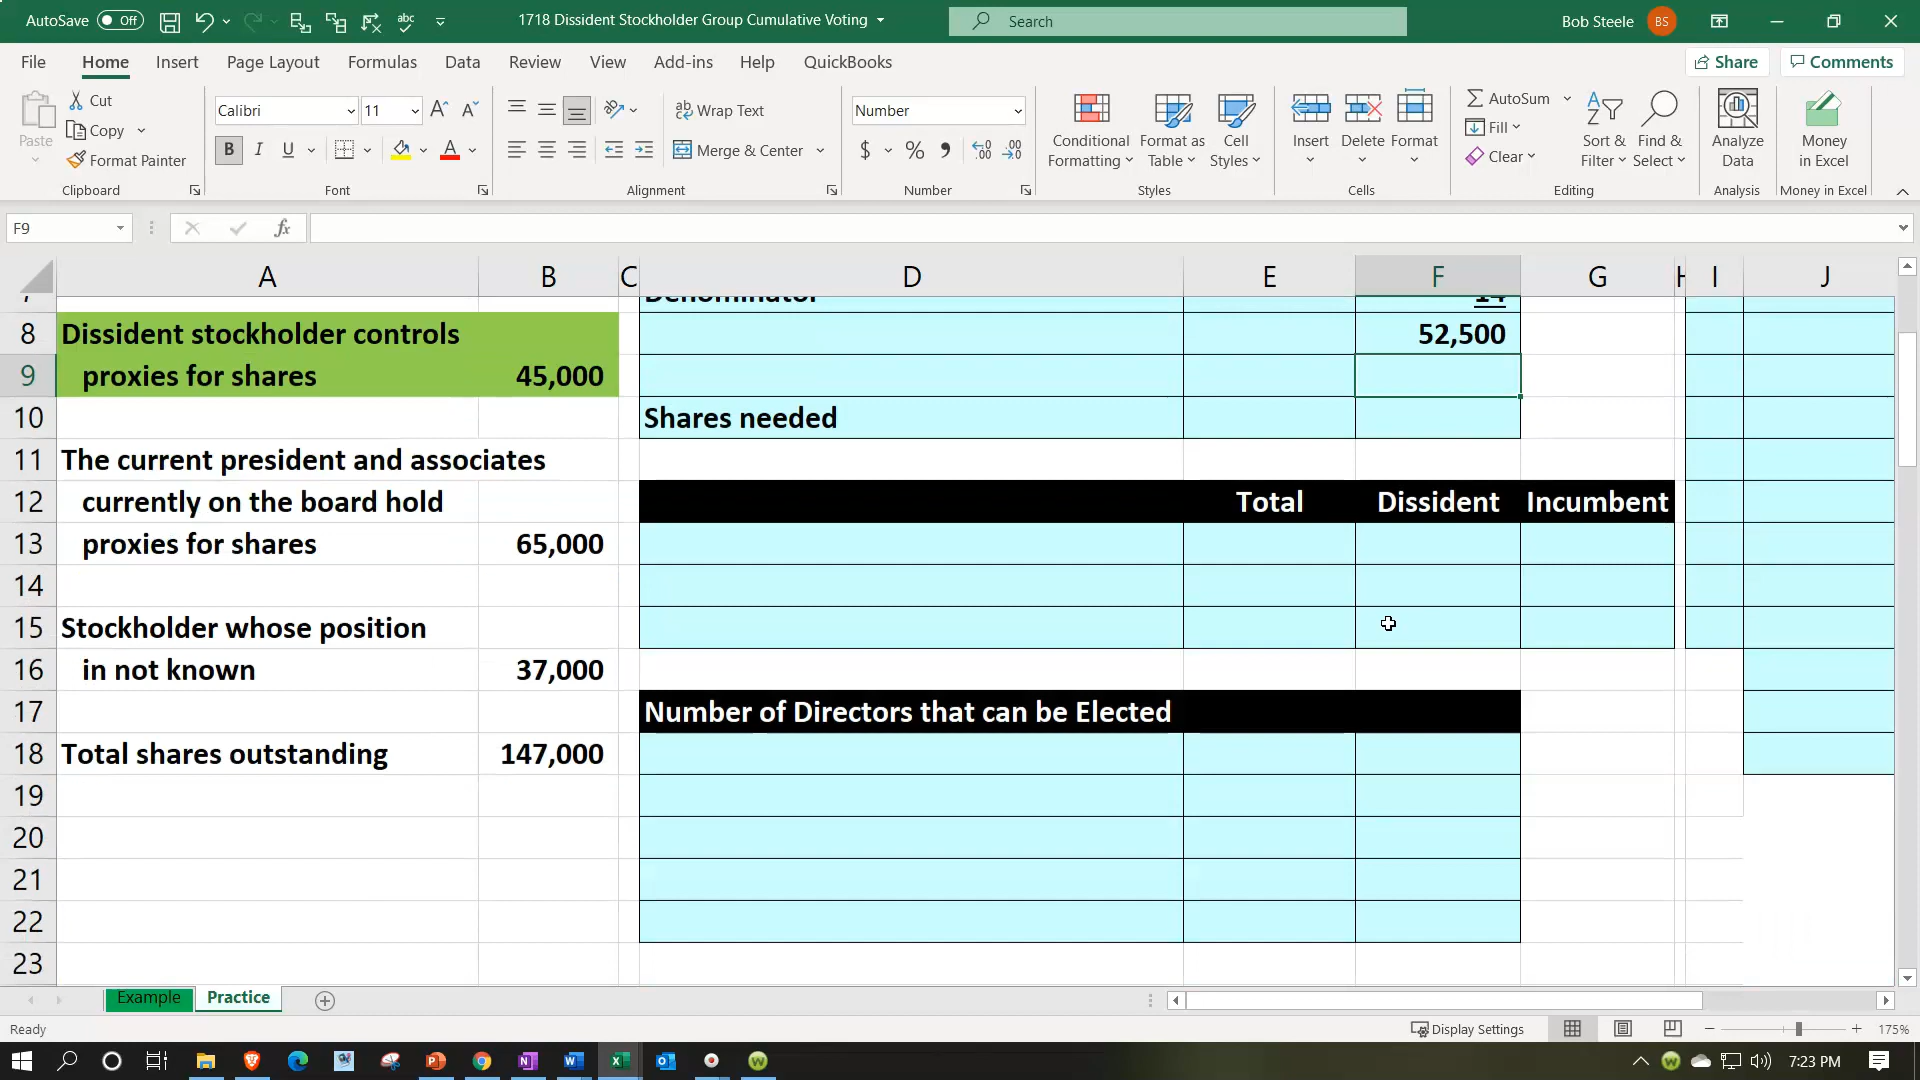 AutoSave Off 1718 Dissident Stockholder Group Cumulative Voting Search Bob Steele BS
File Home Insert Page Layout Formulas Data Review View Add-ins Help QuickBooks Share Comments
Paste Cut Copy Format Painter Clipboard
Calibri 11 B I U Font
Wrap Text Merge & Center Alignment
Number $ % Number
Conditional Formatting Format as Table Cell Styles Styles
Insert Delete Format Cells
AutoSum Fill Clear Sort & Filter Find & Select Editing
Analyze Data Analysis
Money in Excel Money in Excel
F9 fx
A B C D E F G H I J
Denominator 14
8 Dissident stockholder controls 52,500
9 proxies for shares 45,000
10 Shares needed
11 The current president and associates
12 currently on the board hold Total Dissident Incumbent
13 proxies for shares 65,000
14
15 Stockholder whose position
16 in not known 37,000
17 Number of Directors that can be Elected
18 Total shares outstanding 147,000
19
20
21
22
23
Example Practice
Ready Display Settings 175%
7:23 PM